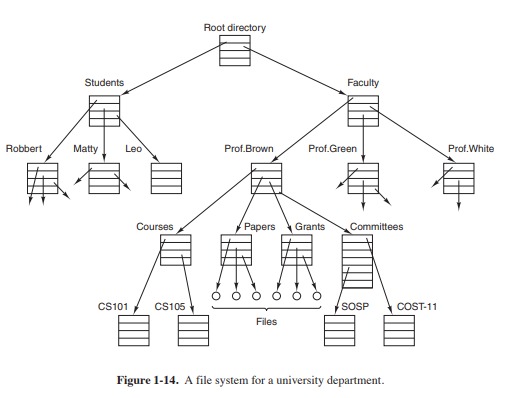 Root directory
Students Faculty
Robbert Matty Leo Prof.Brown Prof.Green Prof.White
Courses Papers Grants Committees
CS101 CS105 SOSP COST-11
Files
Figure 1-14. A file system for a university department.